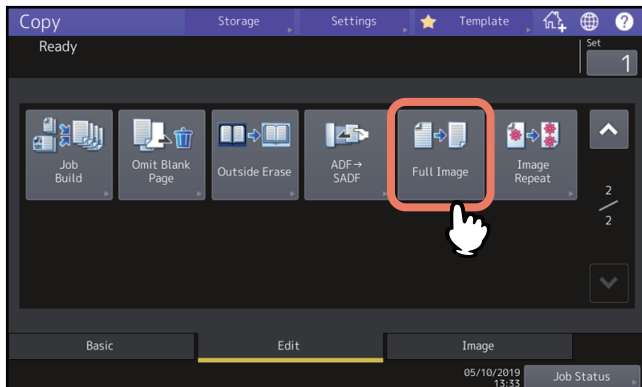 Copy
Storage
Settings
Template
?
Ready
Set
1
Job
Build
Omit Blank
Page
Outside Erase
ADF→
SADF
Full Image
Image
Repeat
2
2
Basic
Edit
Image
05/10/2019
13:33
Job Status